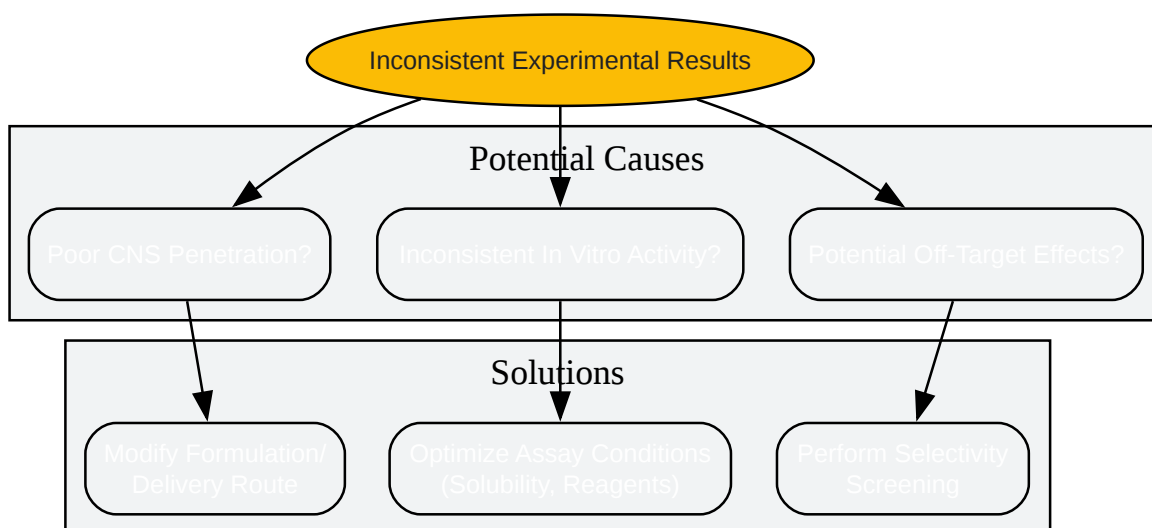 Inconsistent Experimental Results
Potential Causes
Poor CNS Penetration?
Inconsistent In Vitro Activity?
Potential Off-Target Effects?
Solutions
Modify Formulation/
Delivery Route
Optimize Assay Conditions
(Solubility, Reagents)
Perform Selectivity
Screening